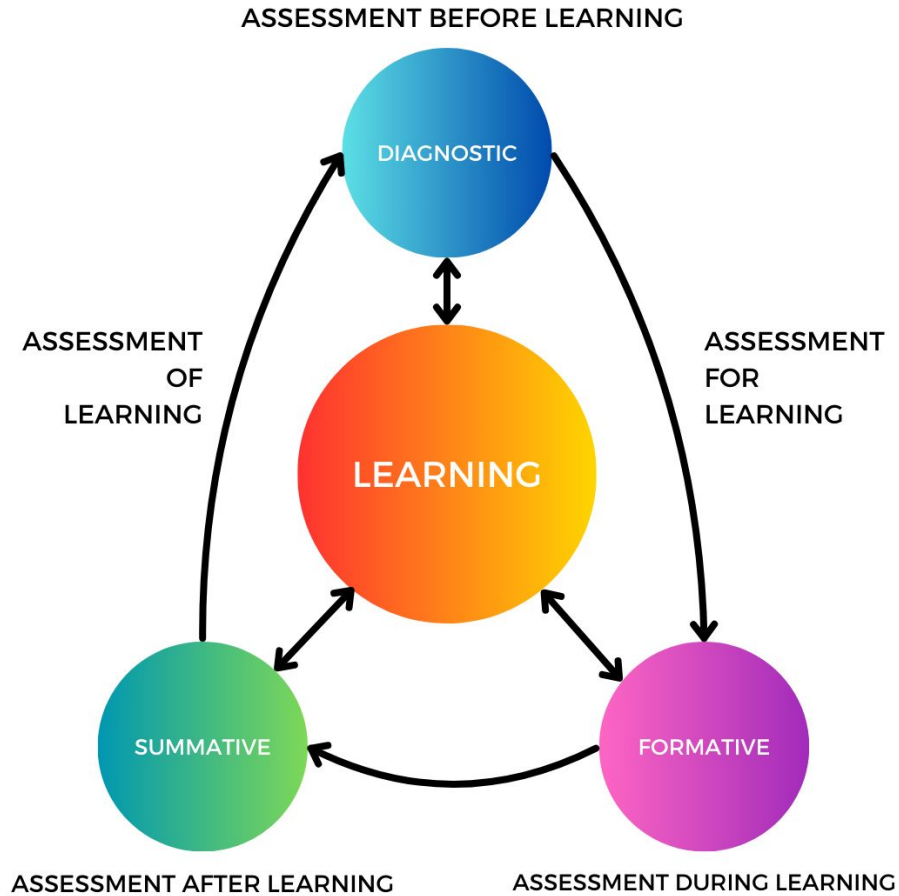 ASSESSMENT BEFORE LEARNING
DIAGNOSTIC
ASSESSMENT
OF
LEARNING
ASSESSMENT
FOR
LEARNING
LEARNING
SUMMATIVE
FORMATIVE
ASSESSMENT AFTER LEARNING
ASSESSMENT DURING LEARNING